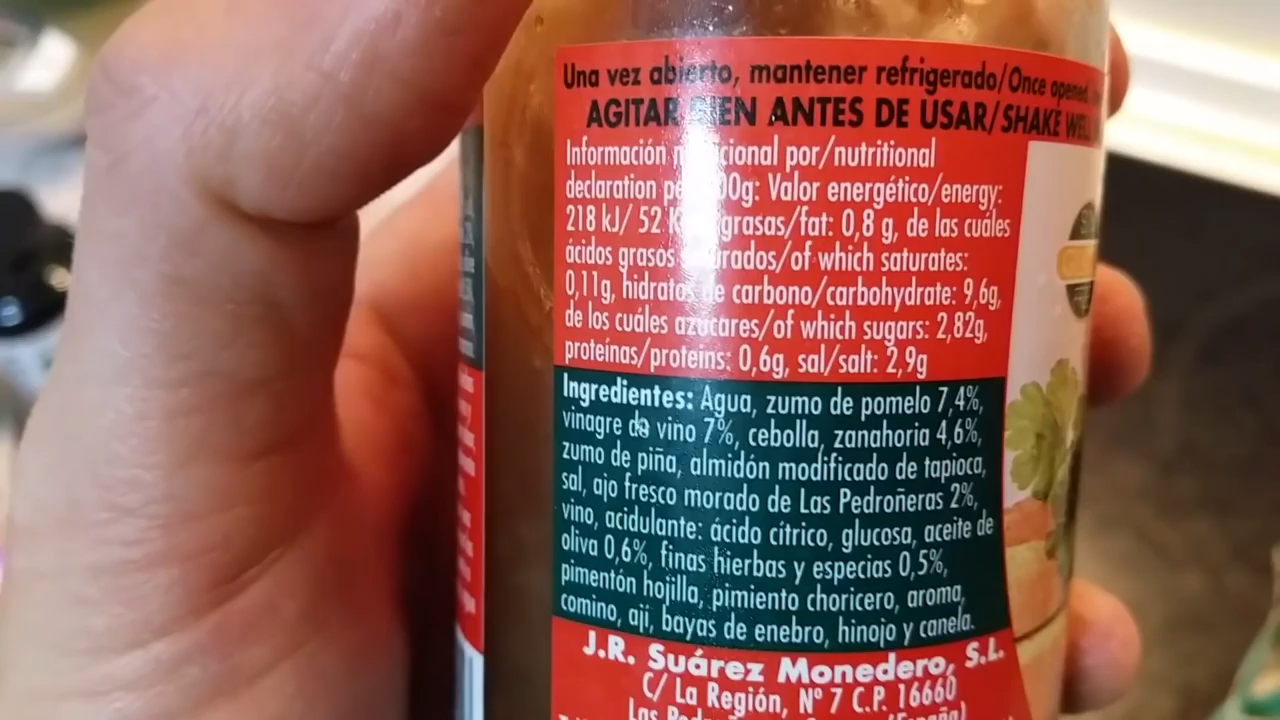 Una vez abierto, mantener refrigerado/Once opened
AGITAR BIEN ANTES DE USAR/SHAKE WELL
Información nutricional por/nutritional
declaration per 100g: Valor energético/energy:
218 kJ/ 52 grasas/fat: 0,8 g, de las cuáles
ácidos grasos saturados/of which saturates:
0,11g, hidratos de carbono/carbohydrate: 9,6g,
de los cuáles azúcares/of which sugars: 2,82g,
proteínas/proteins: 0,6g, sal/salt: 2,9g
Ingredientes: Agua, zumo de pomelo 7,4%,
vinagre de vino 7%, cebolla, zanahoria 4,6%,
zumo de piña, almidón modificado de tapioca,
sal, ajo fresco morado de Las Pedroñeras 2%,
vino, acidulante: ácido cítrico, glucosa, aceite de
oliva 0,6%, finas hierbas y especias 0,5%,
pimentón hojilla, pimiento choricero, aroma,
comino, ají, bayas de enebro, hinojo y canela.
J.R. Suárez Monedero, S.L.
C/ La Región, Nº 7 C.P. 16660
Las (España)